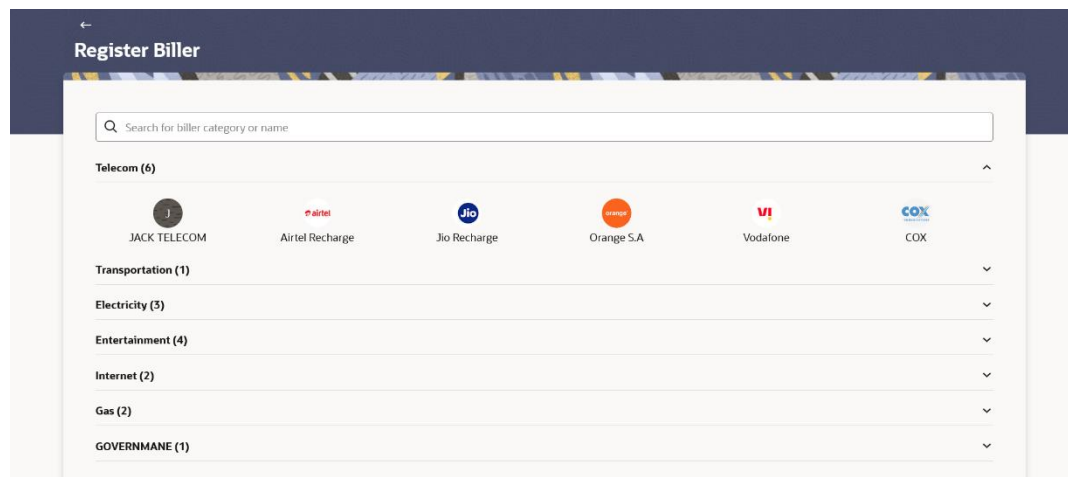 Register Biller
Search for biller category or name
Telecom (6)
J
airtel
Jio
orange
VI
COX
JACK TELECOM
Airtel Recharge
Jio Recharge
Orange S.A
Vodafone
COX
Transportation (1)
Electricity (3)
Entertainment (4)
Internet (2)
Gas (2)
GOVERNMANE (1)